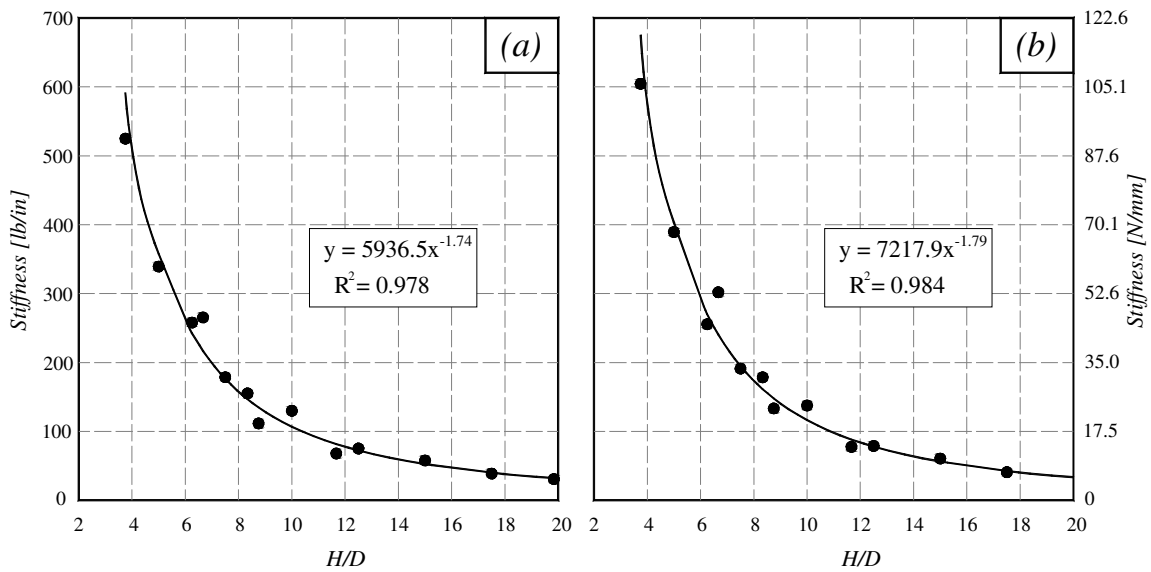 700
600
500
400
300
200
100
0
Stiffness [lb/in]
(a)
y = 5936.5x^-1.74
R² = 0.978
2 4 6 8 10 12 14 16 18 20
H/D
(b)
y = 7217.9x^-1.79
R² = 0.984
2 4 6 8 10 12 14 16 18 20
H/D
122.6
105.1
87.6
70.1
52.6
35.0
17.5
0
Stiffness [N/mm]